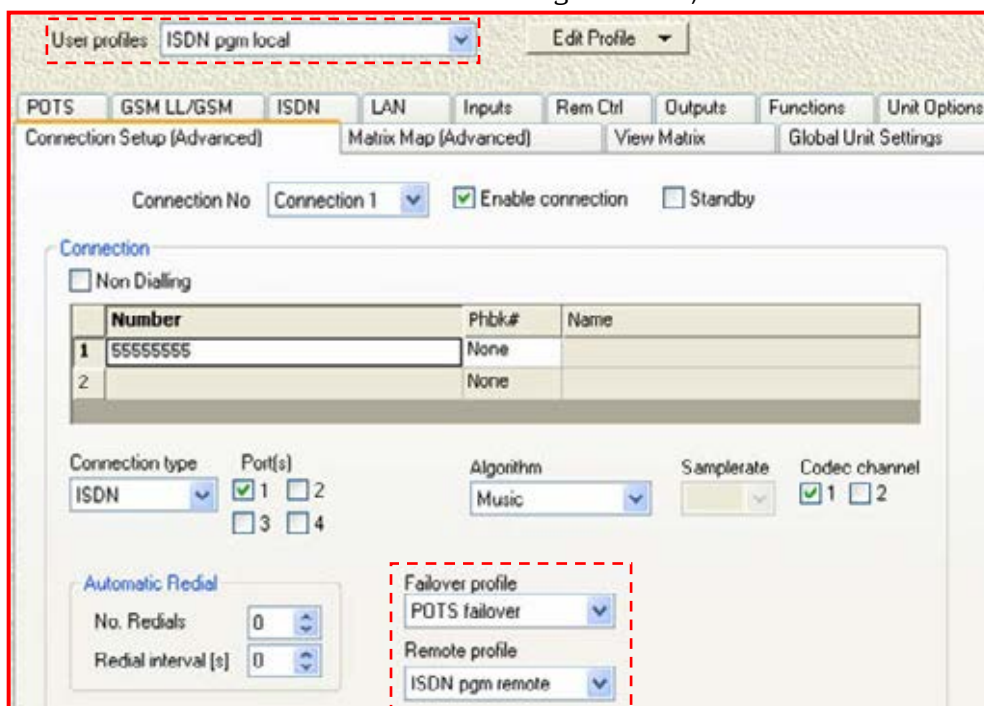 User profiles ISDN pgm local Edit Profile
POTS GSM LL/GSM ISDN LAN Inputs Rem Ctrl Outputs Functions Unit Options
Connection Setup (Advanced) Matrix Map (Advanced) View Matrix Global Unit Settings
Connection No Connection 1 Enable connection Standby
Connection
Non Dialling
Number Phbk# Name
1 55555555 None
2 None
Connection type Port(s) Algorithm Samplerate Codec channel
ISDN 1 2 Music 1 2
3 4
Automatic Redial Failover profile
No. Redials 0 POTS failover
Redial interval [s] 0 Remote profile
ISDN pgm remote